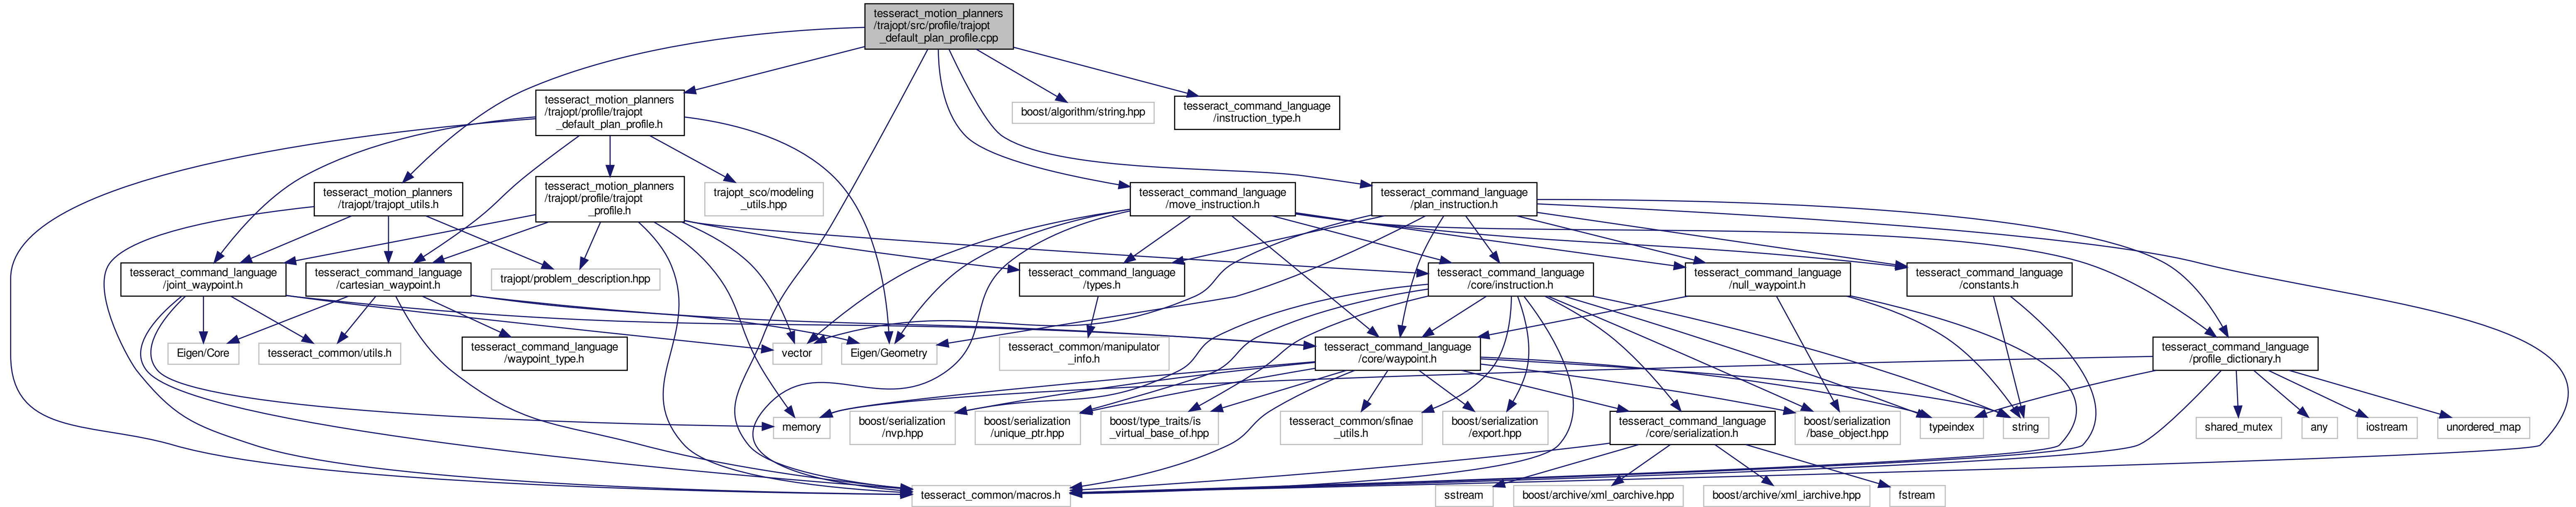 tesseract_motion_planners
/trajopt/src/profile/trajopt
_default_plan_profile.cpp
tesseract_motion_planners
/trajopt/profile/trajopt
_default_plan_profile.h
boost/algorithm/string.hpp
tesseract_command_language
/instruction_type.h
tesseract_motion_planners
/trajopt/trajopt_utils.h
tesseract_motion_planners
/trajopt/profile/trajopt
_profile.h
trajopt_sco/modeling
_utils.hpp
tesseract_command_language
/move_instruction.h
tesseract_command_language
/plan_instruction.h
tesseract_command_language
/joint_waypoint.h
tesseract_command_language
/cartesian_waypoint.h
trajopt/problem_description.hpp
tesseract_command_language
/types.h
tesseract_command_language
/core/instruction.h
tesseract_command_language
/null_waypoint.h
tesseract_command_language
/constants.h
Eigen/Core
tesseract_common/utils.h
tesseract_command_language
/waypoint_type.h
vector
Eigen/Geometry
tesseract_common/manipulator
_info.h
tesseract_command_language
/core/waypoint.h
tesseract_command_language
/profile_dictionary.h
memory
boost/serialization
/nvp.hpp
boost/serialization
/unique_ptr.hpp
boost/type_traits/is
_virtual_base_of.hpp
tesseract_common/sfinae
_utils.h
boost/serialization
/export.hpp
tesseract_command_language
/core/serialization.h
boost/serialization
/base_object.hpp
typeindex
string
shared_mutex
any
iostream
unordered_map
tesseract_common/macros.h
sstream
boost/archive/xml_oarchive.hpp
boost/archive/xml_iarchive.hpp
fstream